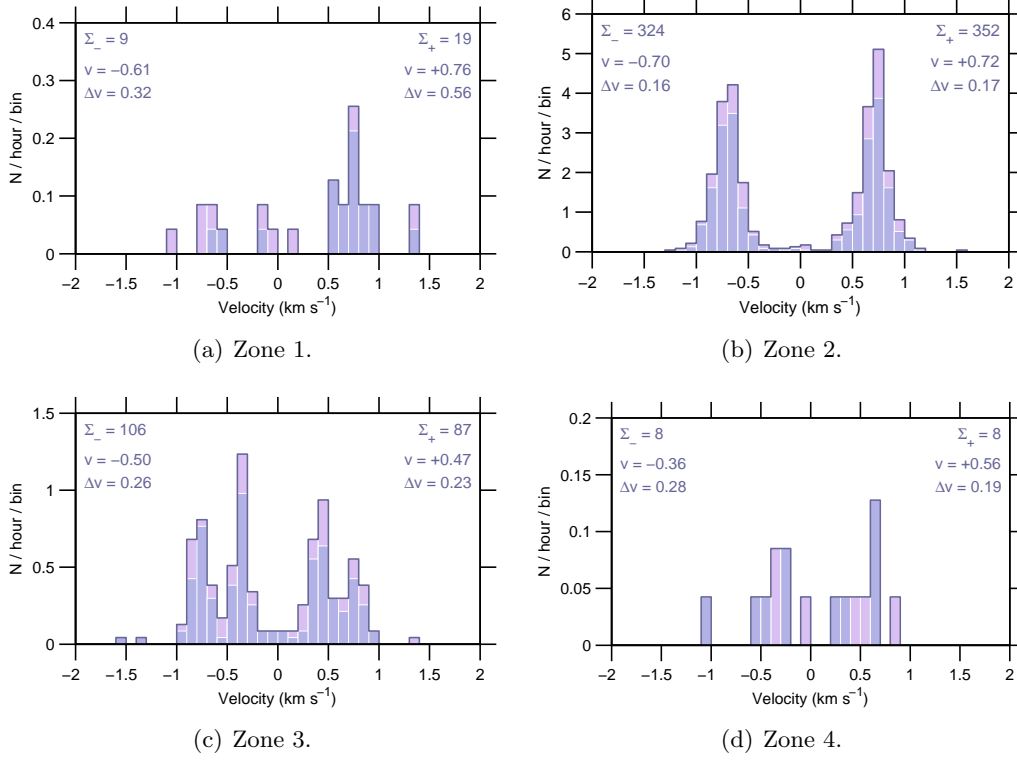 0.4
0.3
0.2
0.1
0
N / hour / bin
Σ− = 9
v = −0.61
Δv = 0.32
Σ+ = 19
v = +0.76
Δv = 0.56
−2 −1.5 −1 −0.5 0 0.5 1 1.5 2
Velocity (km s−1)
(a) Zone 1.
6
5
4
3
2
1
0
N / hour / bin
Σ− = 324
v = −0.70
Δv = 0.16
Σ+ = 352
v = +0.72
Δv = 0.17
−2 −1.5 −1 −0.5 0 0.5 1 1.5 2
Velocity (km s−1)
(b) Zone 2.
1.5
1
0.5
0
N / hour / bin
Σ− = 106
v = −0.50
Δv = 0.26
Σ+ = 87
v = +0.47
Δv = 0.23
−2 −1.5 −1 −0.5 0 0.5 1 1.5 2
Velocity (km s−1)
(c) Zone 3.
0.2
0.15
0.1
0.05
0
N / hour / bin
Σ− = 8
v = −0.36
Δv = 0.28
Σ+ = 8
v = +0.56
Δv = 0.19
−2 −1.5 −1 −0.5 0 0.5 1 1.5 2
Velocity (km s−1)
(d) Zone 4.